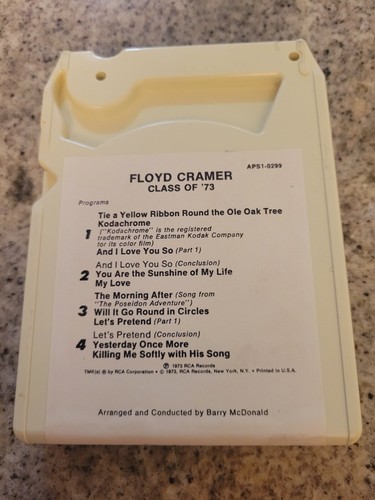 APS1-0299
FLOYD CRAMER
CLASS OF '73
Programs
Tie a Yellow Ribbon Round the Ole Oak Tree
Kodachrome
1 ("Kodachrome" is the registered
trademark of the Eastman Kodak Company
for its color film)
And I Love You So (Part 1)
And I Love You So (Conclusion)
2 You Are the Sunshine of My Life
My Love
The Morning After (Song from
"The Poseidon Adventure")
3 Will It Go Round in Circles
Let's Pretend (Part 1)
Let's Pretend (Conclusion)
4 Yesterday Once More
Killing Me Softly with His Song
℗ 1973 RCA Records
TMK(s) ® by RCA Corporation • © 1973, RCA Records, New York, N.Y. • Printed in U.S.A.
Arranged and Conducted by Barry McDonald